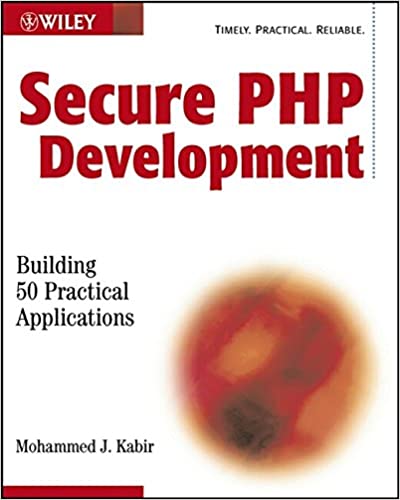 WILEY
TIMELY. PRACTICAL. RELIABLE.
Secure PHP
Development
Building
50 Practical
Applications
Mohammed J. Kabir